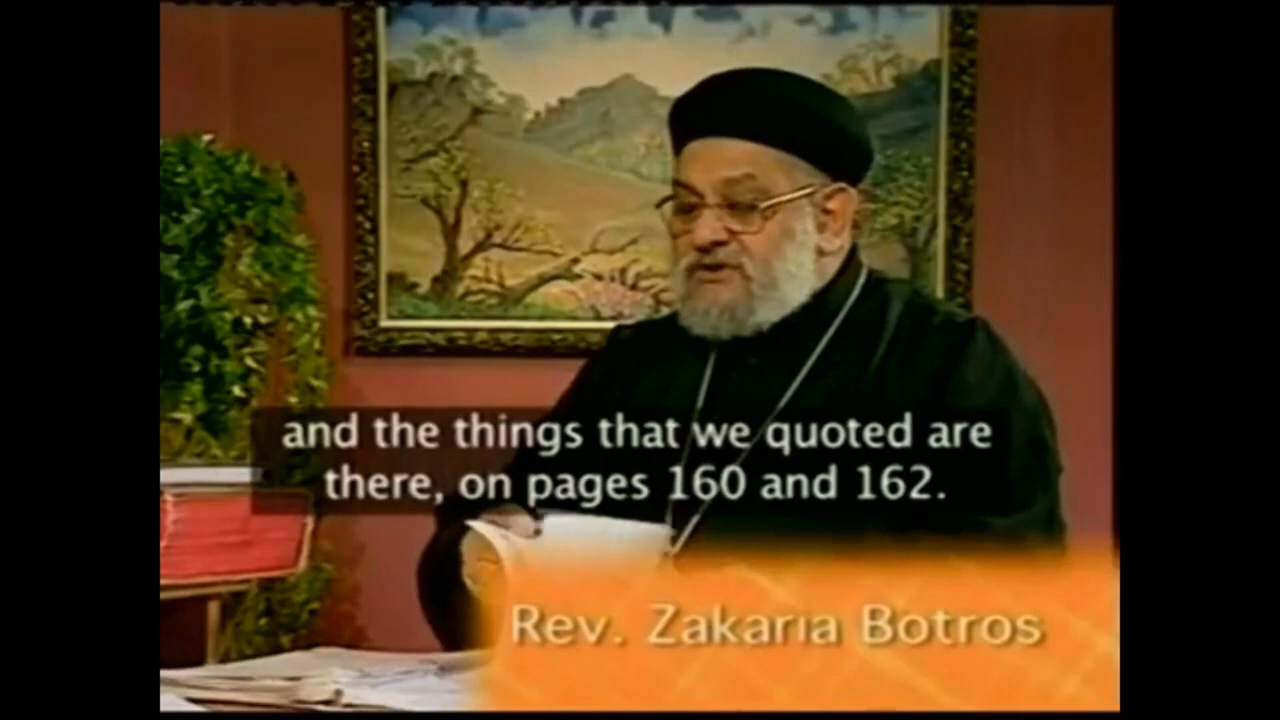 and the things that we quoted are
there, on pages 160 and 162.
Rev. Zakaria Botros